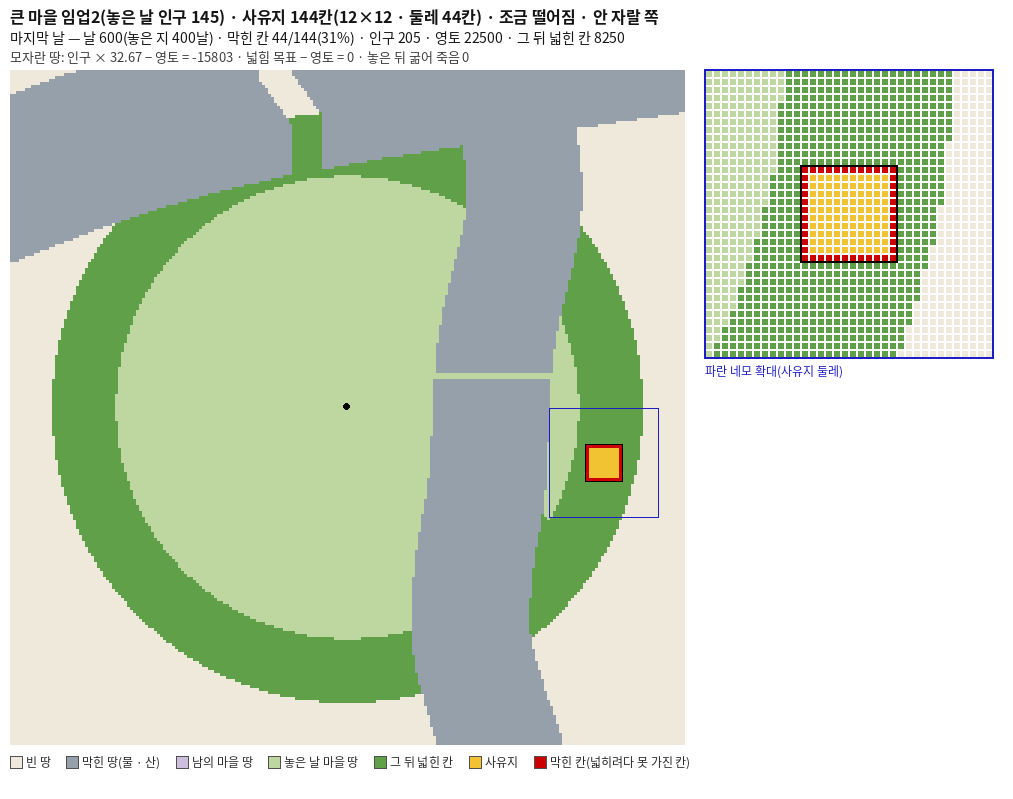 큰 마을 임업2(놓은 날 인구 145) · 사유지 144칸(12×12 · 둘레 44칸) · 조금 떨어짐 · 안 자랄 쪽
마지막 날 — 날 600(놓은 지 400날) · 막힌 칸 44/144(31%) · 인구 205 · 영토 22500 · 그 뒤 넓힌 칸 8250
모자란 땅: 인구 × 32.67 − 영토 = -15803 · 넓힘 목표 − 영토 = 0 · 놓은 뒤 굶어 죽음 0
파란 네모 확대(사유지 둘레)
빈 땅 막힌 땅(물 · 산) 남의 마을 땅 놓은 날 마을 땅 그 뒤 넓힌 칸 사유지 막힌 칸(넓히려다 못 가진 칸)